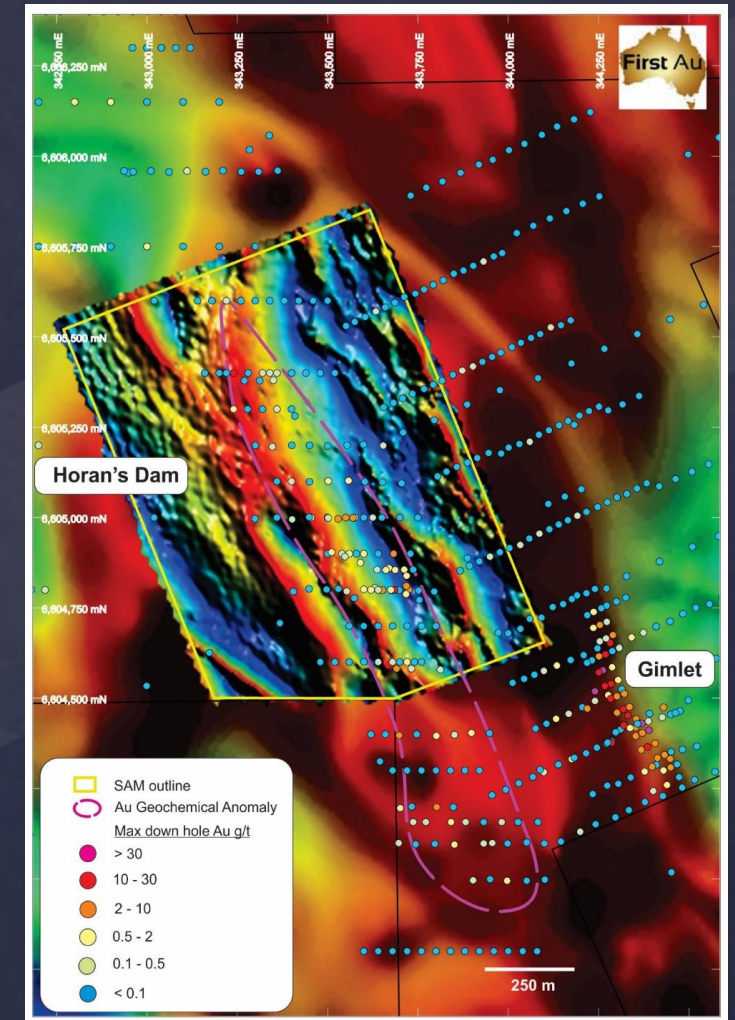 342,750 mE
343,000 mE
343,250 mE
343,500 mE
343,750 mE
344,000 mE
344,250 mE
First Au
6,606,250 mN
6,606,000 mN
6,605,750 mN
6,605,500 mN
6,605,250 mN
Horan's Dam
6,605,000 mN
6,604,750 mN
Gimlet
6,604,500 mN
SAM outline
Au Geochemical Anomaly
Max down hole Au g/t
> 30
10 - 30
2 - 10
0.5 - 2
0.1 - 0.5
< 0.1
250 m